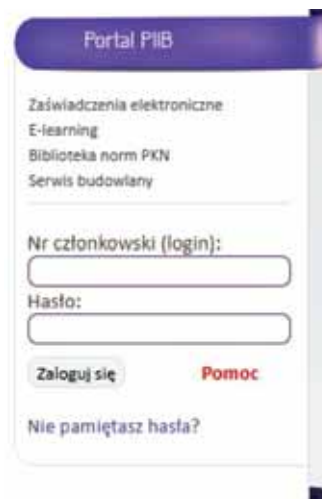 Portal PIIB
Zaświadczenia elektroniczne
E-learning
Biblioteka norm PKN
Serwis budowlany
Nr członkowski (login):
Hasło:
Zaloguj się Pomoc
Nie pamiętasz hasła?